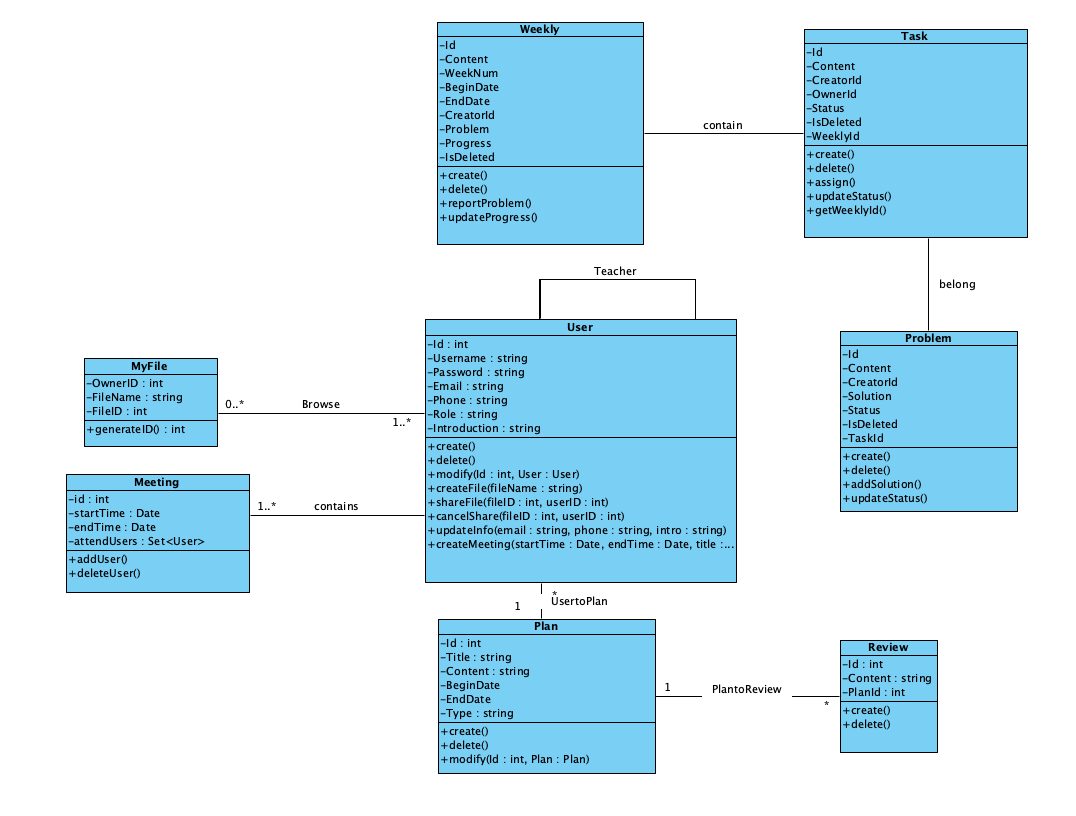 Weekly
-Id
-Content
-WeekNum
-BeginDate
-EndDate
-CreatorId
-Problem
-Progress
-IsDeleted
+create()
+delete()
+reportProblem()
+updateProgress()
contain
Task
-Id
-Content
-CreatorId
-OwnerId
-Status
-IsDeleted
-WeeklyId
+create()
+delete()
+assign()
+updateStatus()
+getWeeklyId()
belong
Teacher
User
-Id : int
-Username : string
-Password : string
-Email : string
-Phone : string
-Role : string
-Introduction : string
+create()
+delete()
+modify(Id : int, User : User)
+createFile(fileName : string)
+shareFile(fileID : int, userID : int)
+cancelShare(fileID : int, userID : int)
+updateInfo(email : string, phone : string, intro : string)
+createMeeting(startTime : Date, endTime : Date, title :...
Problem
-Id
-Content
-CreatorId
-Solution
-Status
-IsDeleted
-TaskId
+create()
+delete()
+addSolution()
+updateStatus()
MyFile
-OwnerID : int
-FileName : string
-FileID : int
+generateID() : int
0..*
Browse
1..*
Meeting
-id : int
-startTime : Date
-endTime : Date
-attendUsers : Set<User>
+addUser()
+deleteUser()
1..*
contains
*
UsertoPlan
1
Plan
-Id : int
-Title : string
-Content : string
-BeginDate
-EndDate
-Type : string
+create()
+delete()
+modify(Id : int, Plan : Plan)
1
PlantoReview
*
Review
-Id : int
-Content : string
-PlanId : int
+create()
+delete()